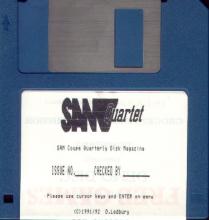 SAM Quartet
SAM Coupe Quarterly Disk Magazine
ISSUE NO.___ CHECKED BY ______
Please use cursor keys and ENTER on menu
(C)1991/92 D.Ledbury